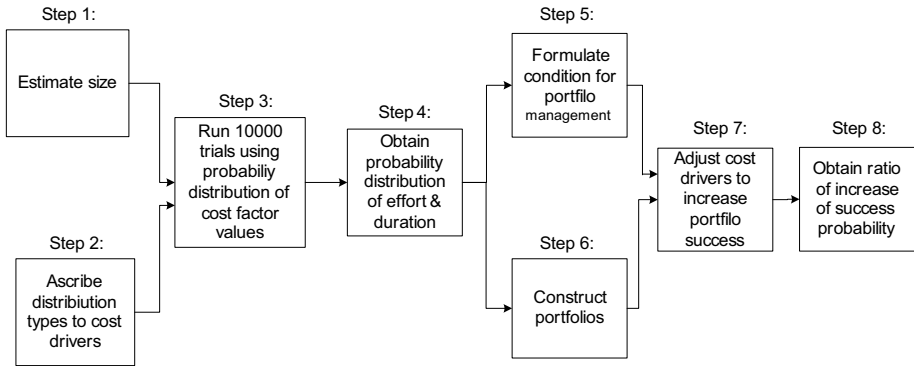 Step 1:
Estimate size
Step 2:
Ascribe
distribiution
types to cost
drivers
Step 3:
Run 10000
trials using
probabiliy
distribution of
cost factor
values
Step 4:
Obtain
probability
distribution
of effort &
duration
Step 5:
Formulate
condition for
portfilo
management
Step 6:
Construct
portfolios
Step 7:
Adjust cost
drivers to
increase
portfilo
success
Step 8:
Obtain ratio
of increase
of success
probability